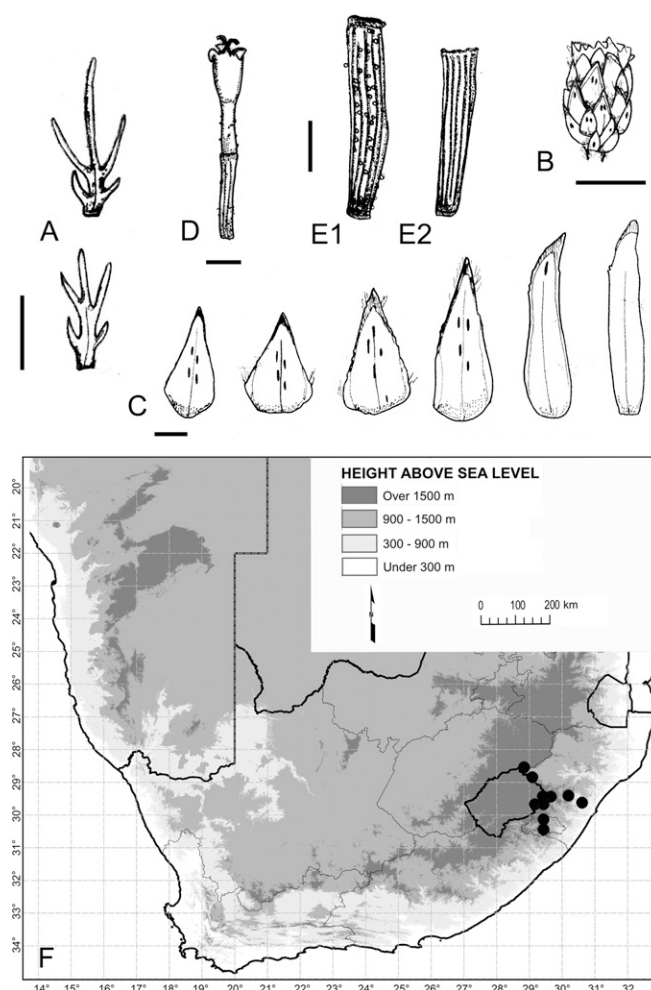 A
D
E1
E2
B
C
HEIGHT ABOVE SEA LEVEL
Over 1500 m
900 - 1500 m
300 - 900 m
Under 300 m
N
0 100 200 km
19°
20°
21°
22°
23°
24°
25°
26°
27°
28°
29°
30°
31°
32°
33°
34°
F
14° 15° 16° 17° 18° 19° 20° 21° 22° 23° 24° 25° 26° 27° 28° 29° 30° 31° 32°